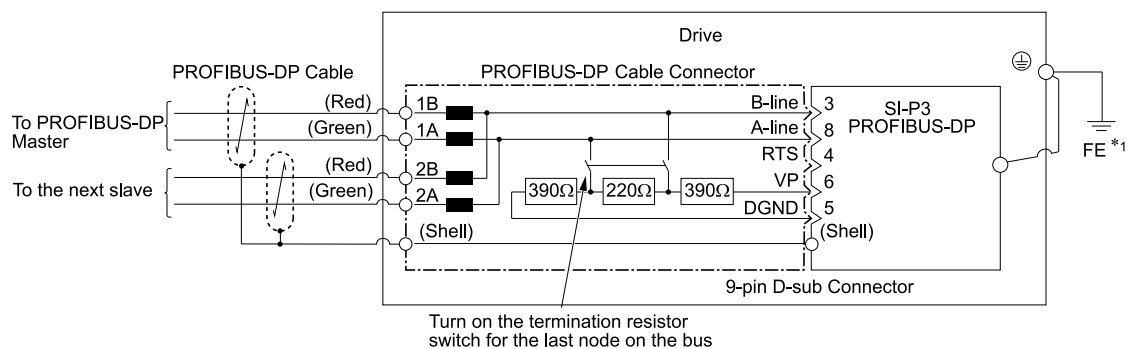 Drive
PROFIBUS-DP Cable
PROFIBUS-DP Cable Connector
(Red)
1B
B-line
3
SI-P3
PROFIBUS-DP
To PROFIBUS-DP
Master
(Green)
1A
A-line
8
RTS
4
FE *1
(Red)
2B
VP
6
To the next slave
(Green)
2A
390Ω
220Ω
390Ω
DGND
5
(Shell)
(Shell)
9-pin D-sub Connector
Turn on the termination resistor
switch for the last node on the bus